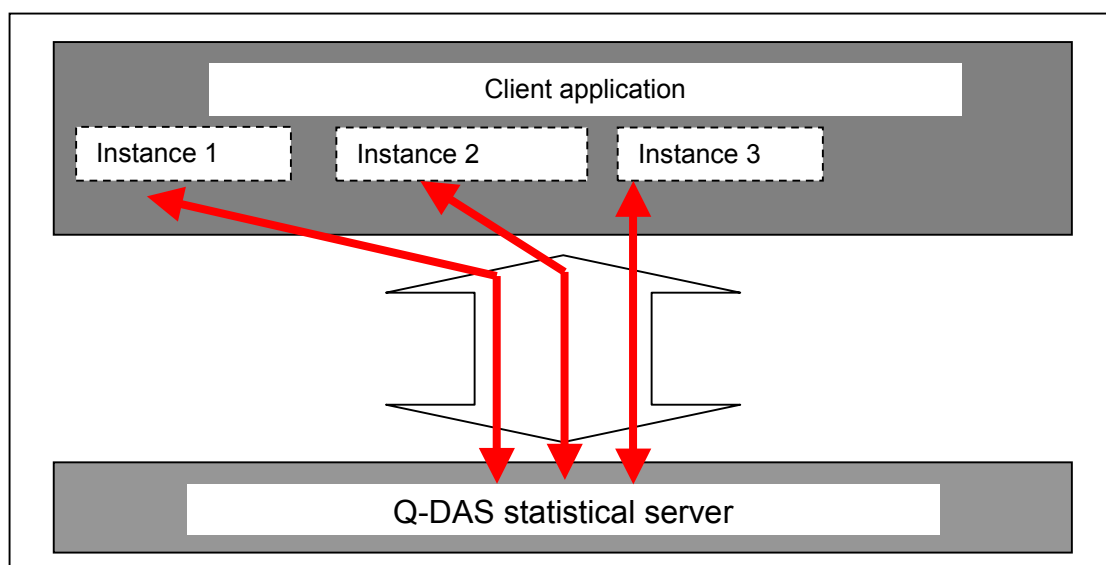 Client application
Instance 1
Instance 2
Instance 3
Q-DAS statistical server